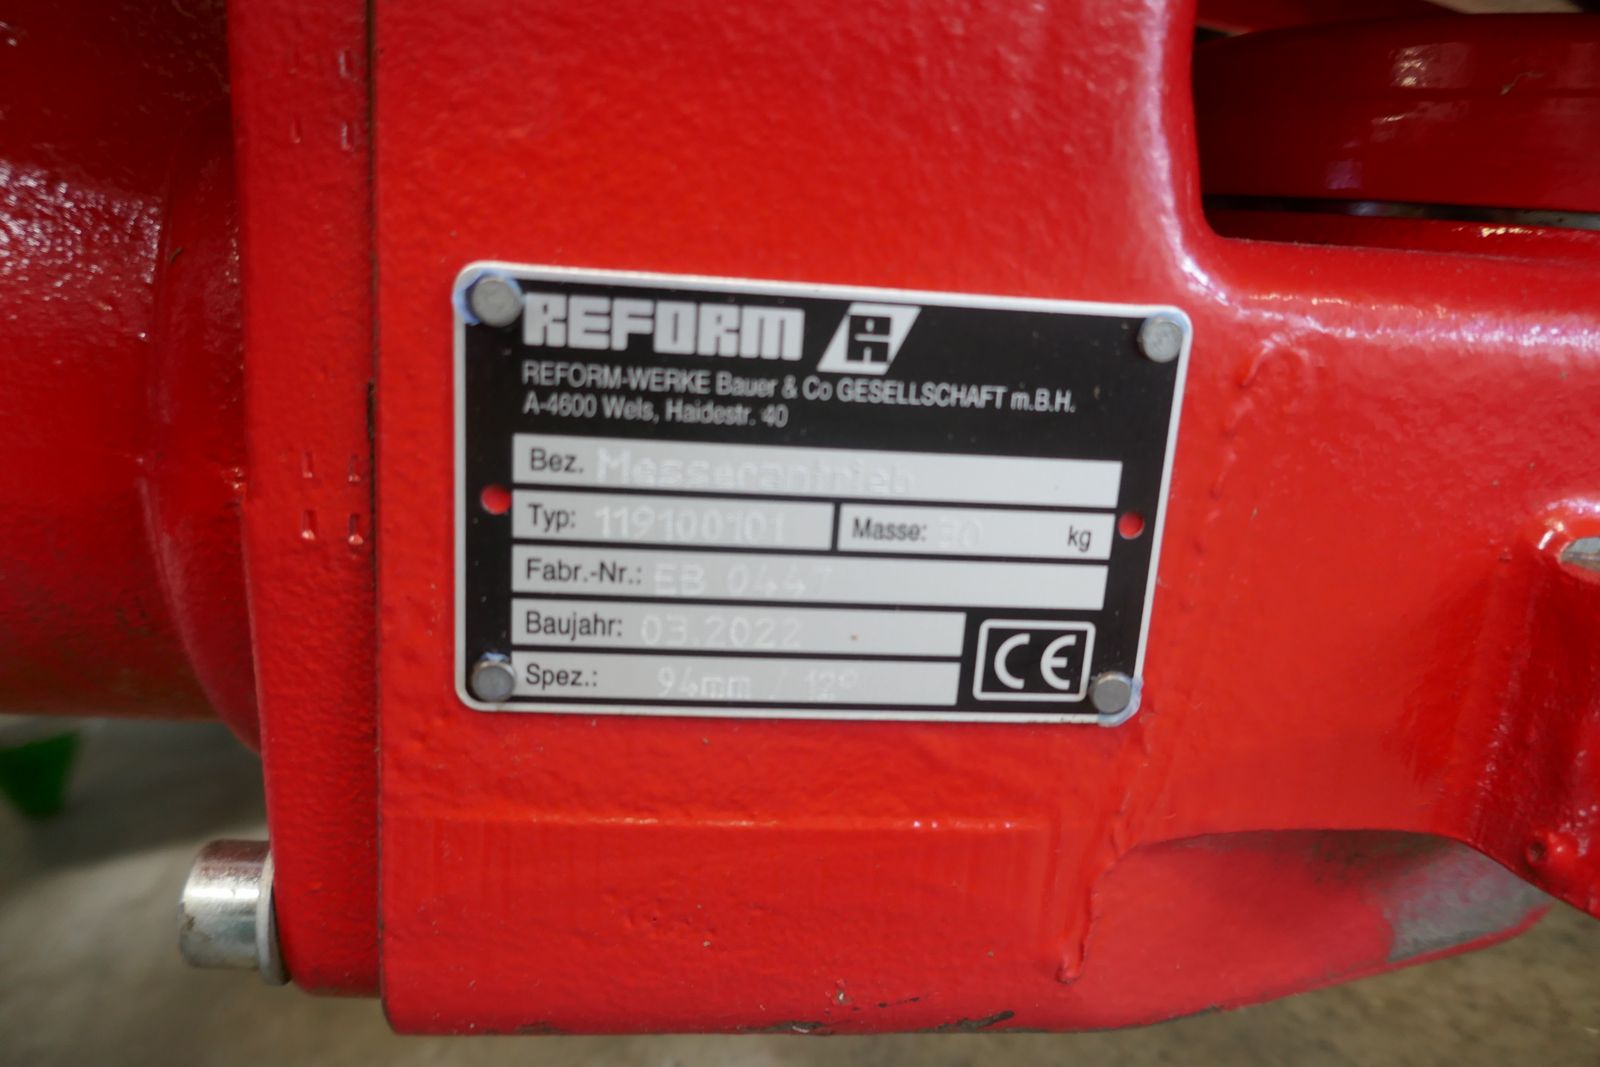 REFORM
REFORM-WERKE Bauer & Co GESELLSCHAFT m.B.H.
A-4600 Wels, Haidestr. 40
Bez. Messerantrieb
Typ: 119100101 Masse: 30 kg
Fabr.-Nr.: EB 0447
Baujahr: 03.2022
Spez.: 94mm / 12°
CE